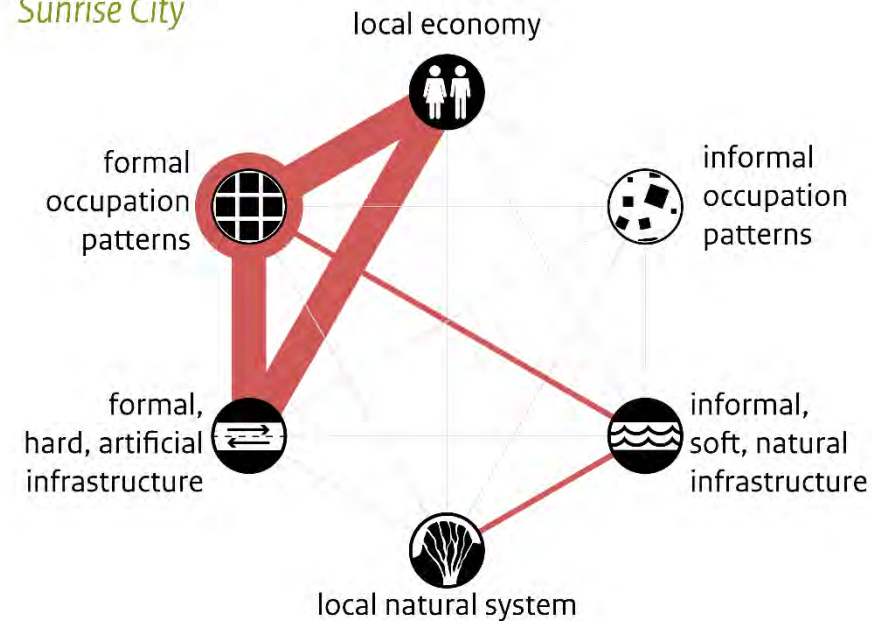 Sunrise City
local economy
formal
occupation
patterns
informal
occupation
patterns
formal,
hard, artificial
infrastructure
informal,
soft, natural
infrastructure
local natural system